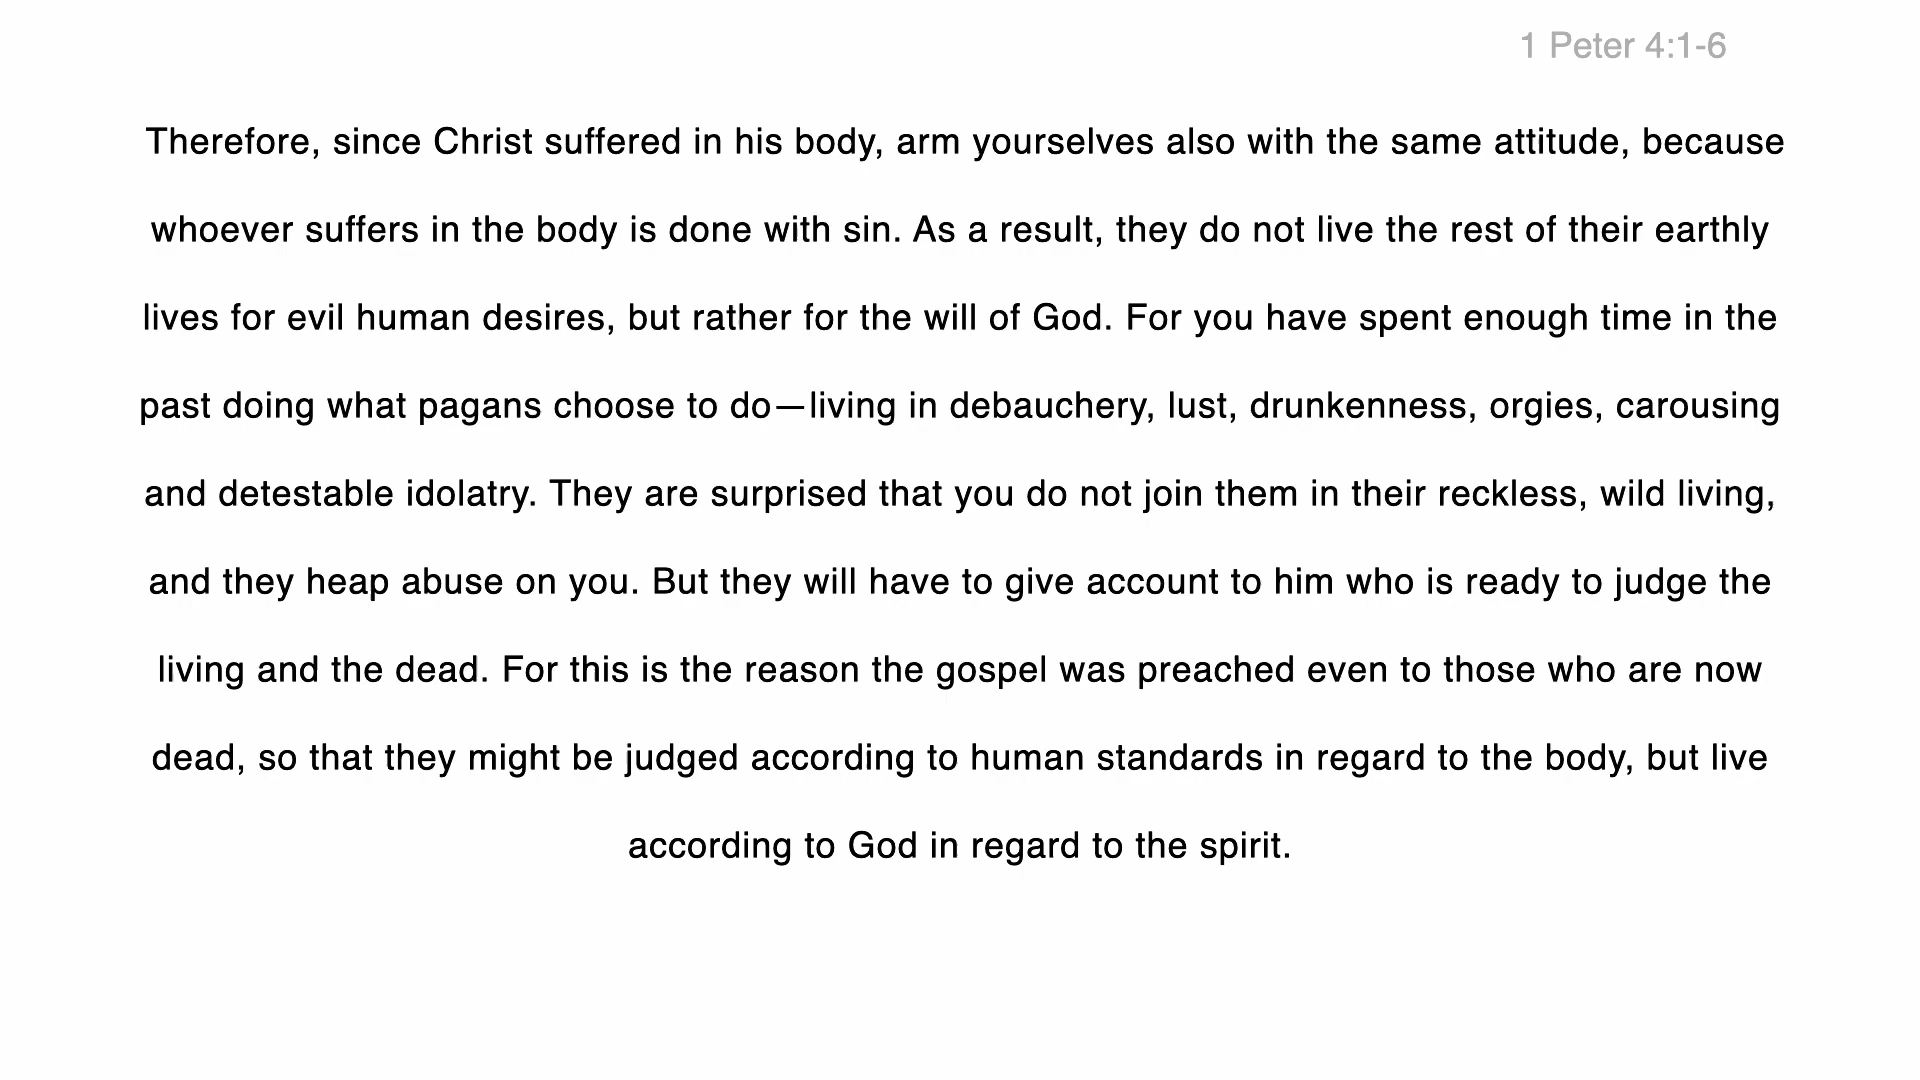 1 Peter 4:1-6
Therefore, since Christ suffered in his body, arm yourselves also with the same attitude, because
whoever suffers in the body is done with sin. As a result, they do not live the rest of their earthly
lives for evil human desires, but rather for the will of God. For you have spent enough time in the
past doing what pagans choose to do—living in debauchery, lust, drunkenness, orgies, carousing
and detestable idolatry. They are surprised that you do not join them in their reckless, wild living,
and they heap abuse on you. But they will have to give account to him who is ready to judge the
living and the dead. For this is the reason the gospel was preached even to those who are now
dead, so that they might be judged according to human standards in regard to the body, but live
according to God in regard to the spirit.